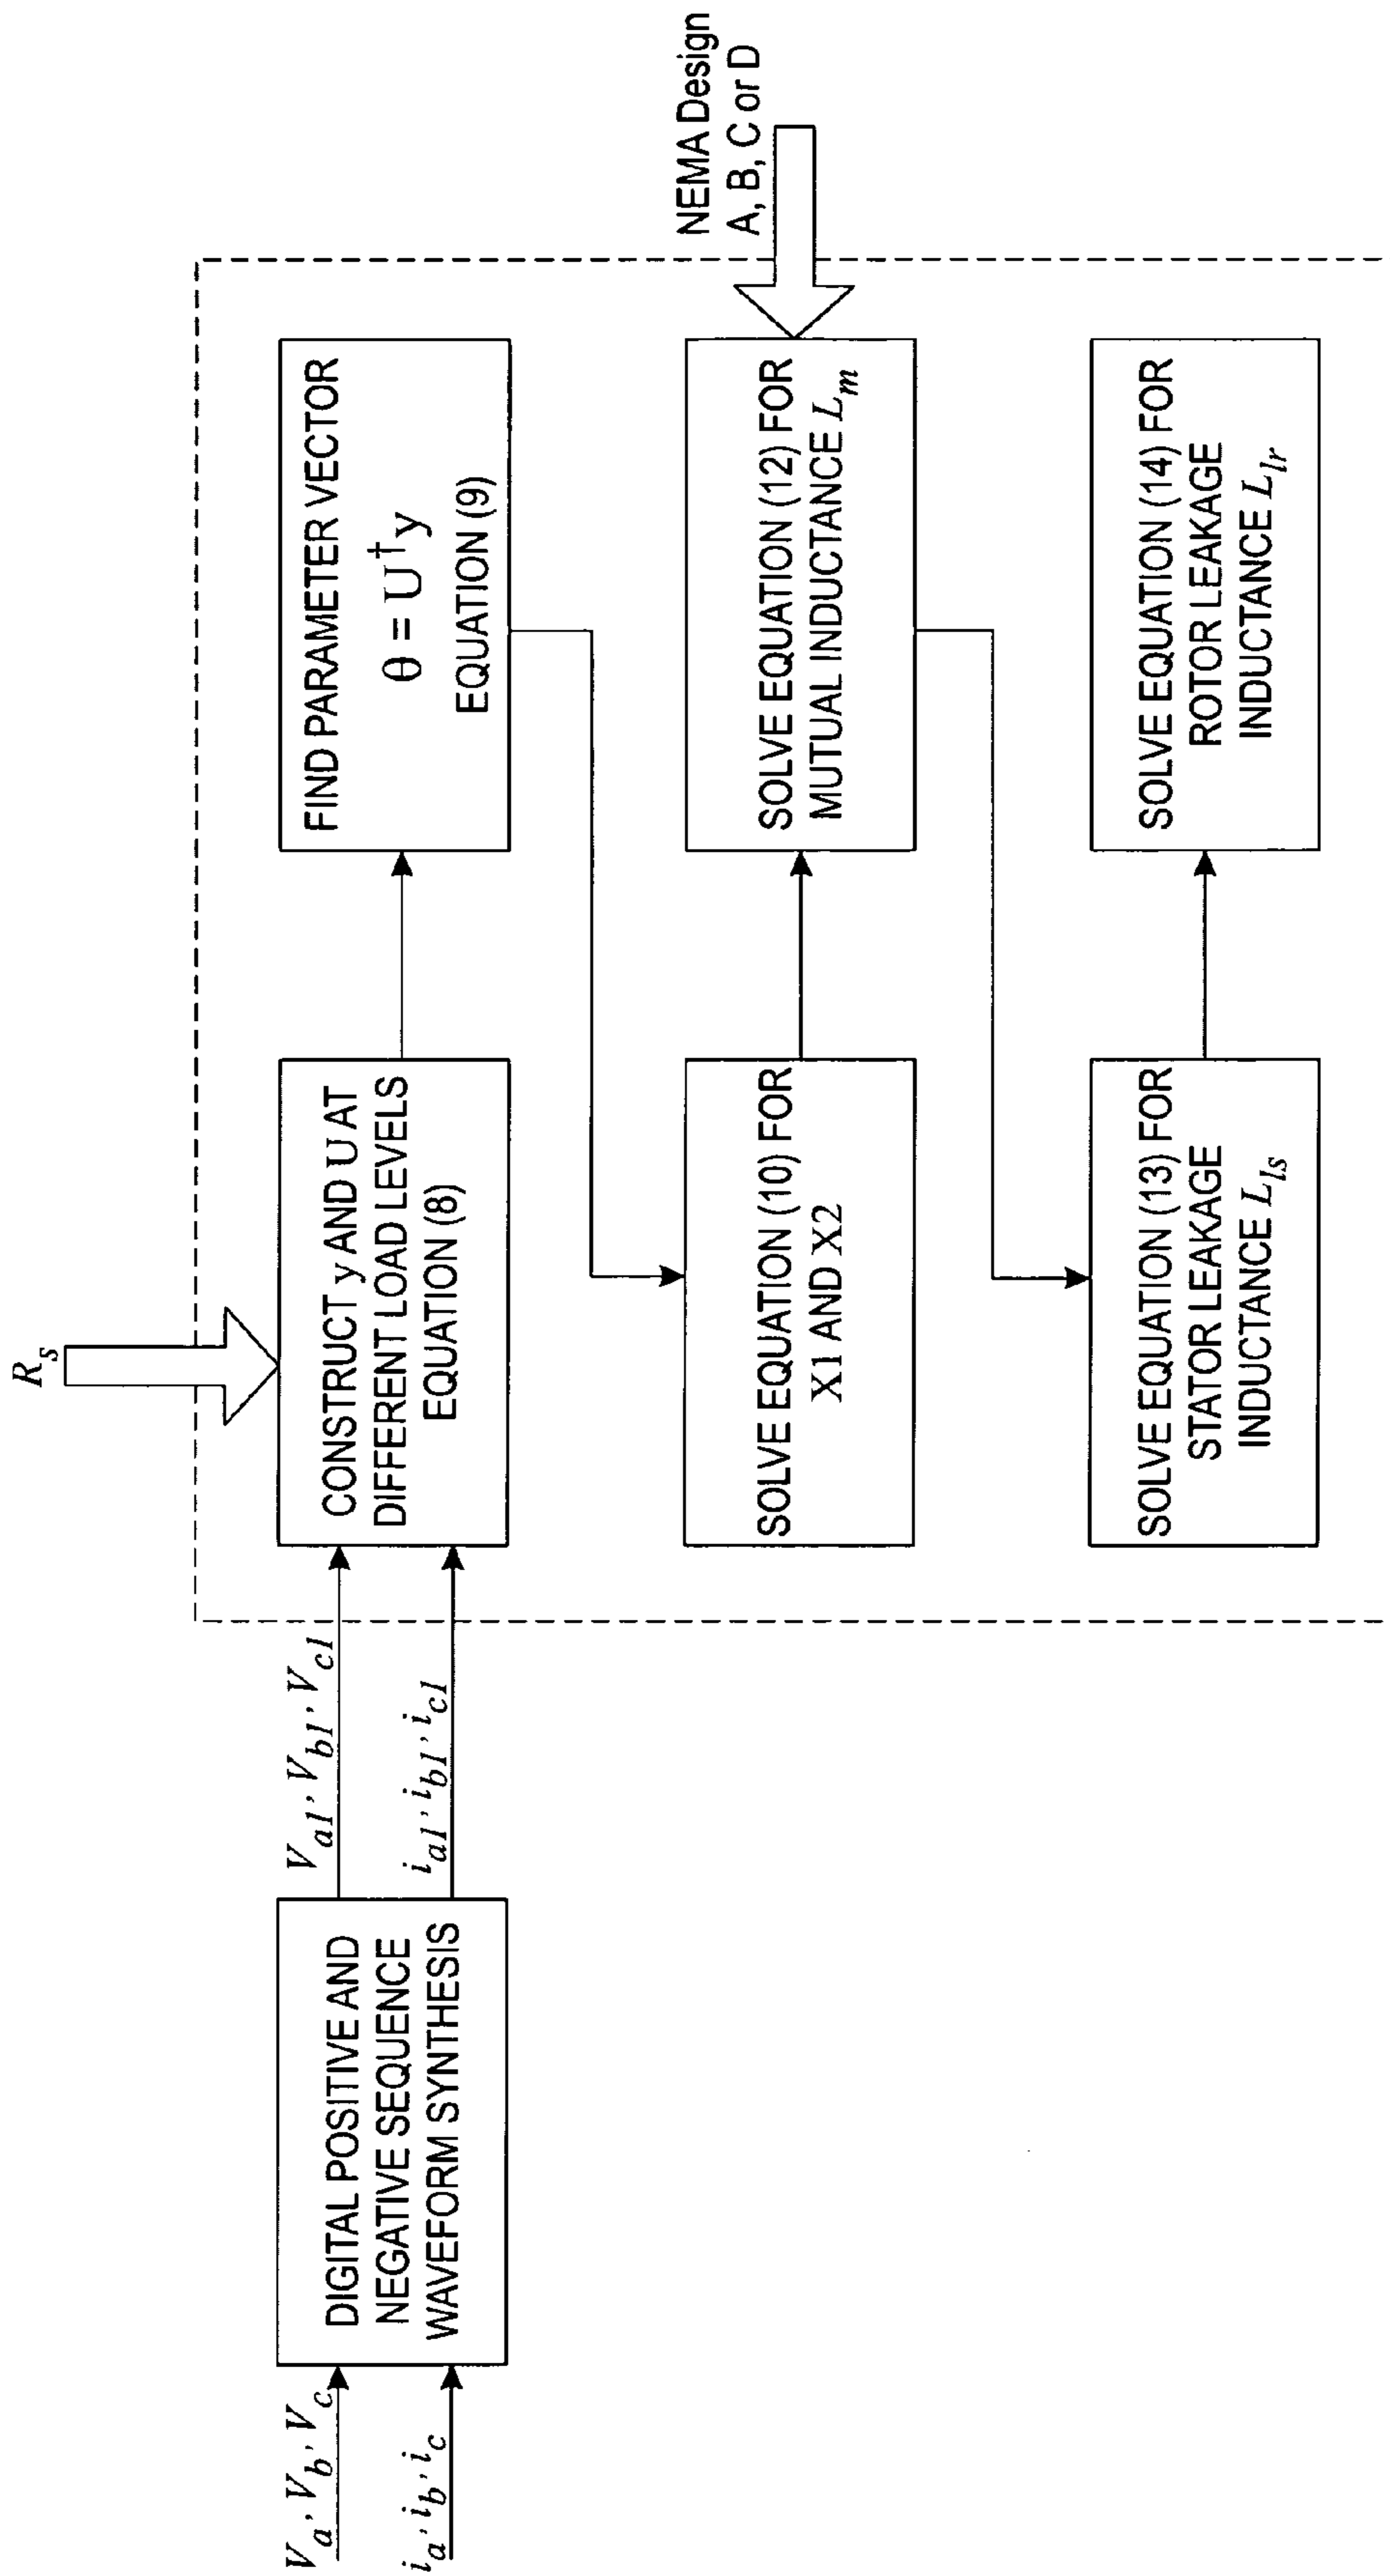 V_a, V_b, V_c
i_a, i_b, i_c
DIGITAL POSITIVE AND
NEGATIVE SEQUENCE
WAVEFORM SYNTHESIS
V_a1, V_b1, V_c1
i_a1, i_b1, i_c1
R_s
CONSTRUCT y AND U AT
DIFFERENT LOAD LEVELS
EQUATION (8)
FIND PARAMETER VECTOR
θ = U†y
EQUATION (9)
SOLVE EQUATION (10) FOR
X1 AND X2
SOLVE EQUATION (12) FOR
MUTUAL INDUCTANCE L_m
NEMA Design
A, B, C or D
SOLVE EQUATION (13) FOR
STATOR LEAKAGE
INDUCTANCE L_ls
SOLVE EQUATION (14) FOR
ROTOR LEAKAGE
INDUCTANCE L_lr